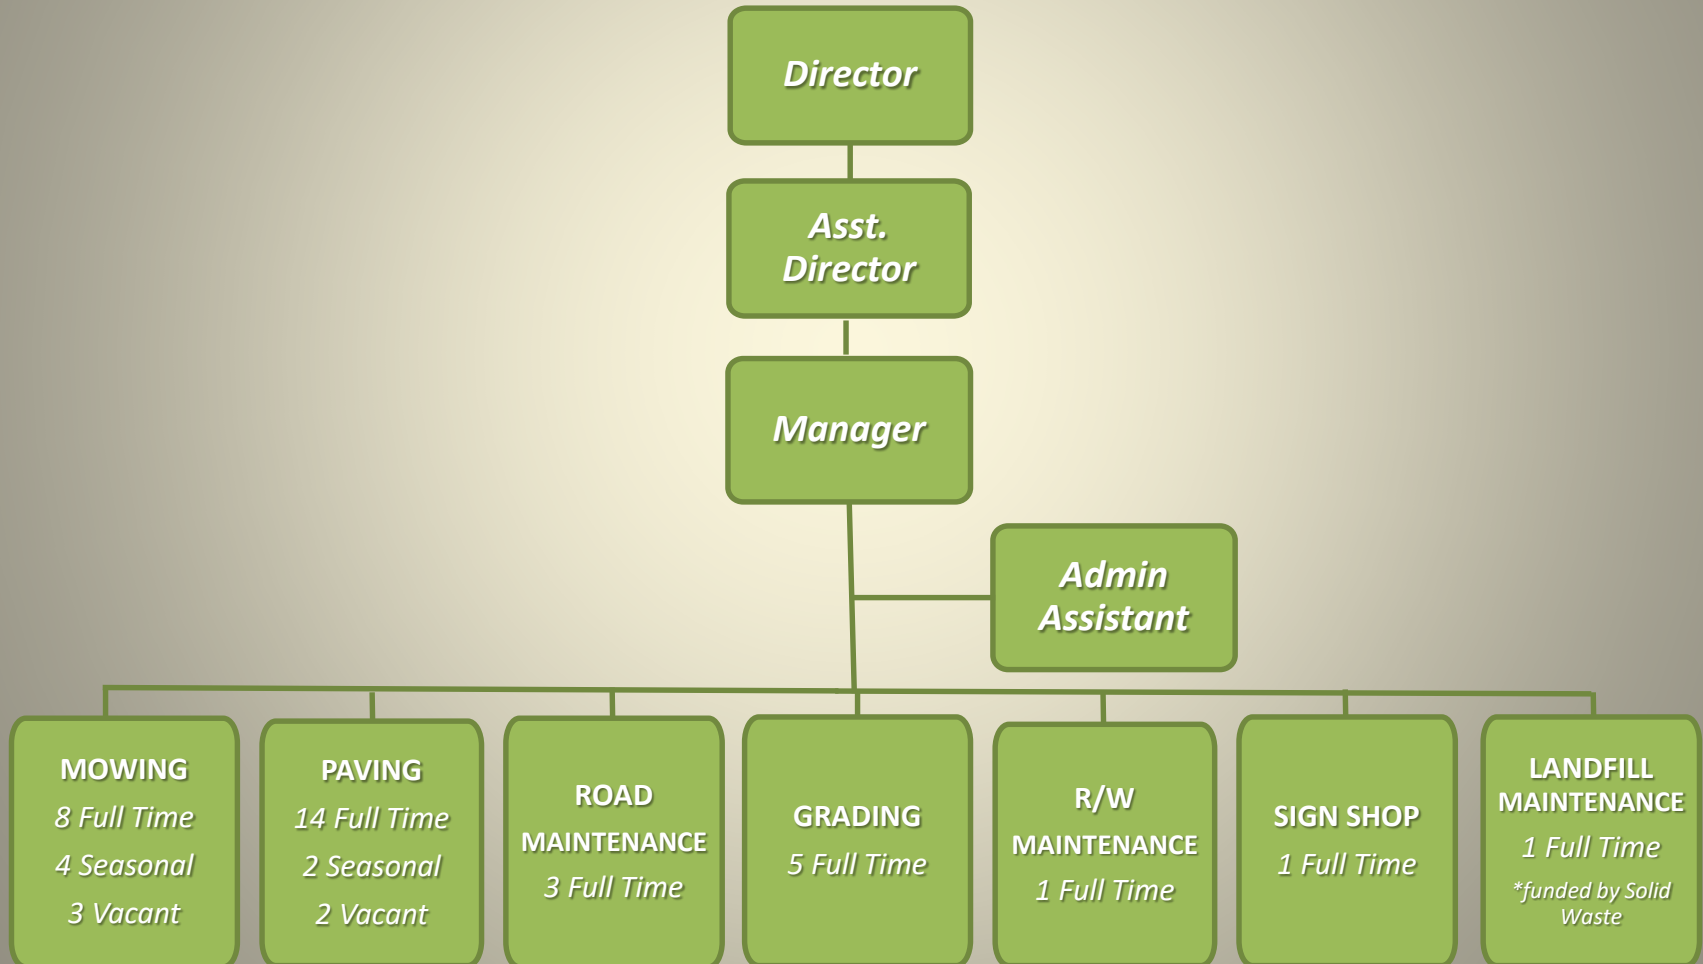 Director
Asst.
Director
Manager
Admin
Assistant
MOWING
8 Full Time
4 Seasonal
3 Vacant
PAVING
14 Full Time
2 Seasonal
2 Vacant
ROAD
MAINTENANCE
3 Full Time
GRADING
5 Full Time
R/W
MAINTENANCE
1 Full Time
SIGN SHOP
1 Full Time
LANDFILL
MAINTENANCE
1 Full Time
*funded by Solid
Waste